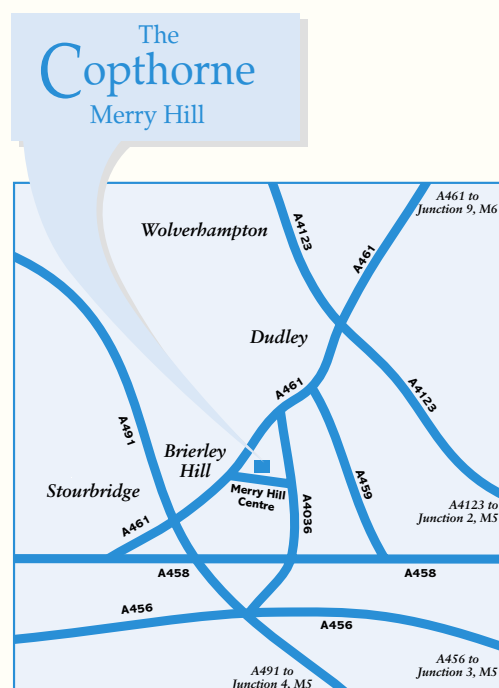 The
Copthorne
Merry Hill
A461 to
Junction 9, M6
Wolverhampton
A4123
A461
Dudley
A461
A4123
A491
Brierley
Hill
A459
Stourbridge
Merry Hill
Centre
A4036
A4123 to
Junction 2, M5
A461
A458
A458
A456
A456
A456 to
Junction 3, M5
A491 to
Junction 4, M5